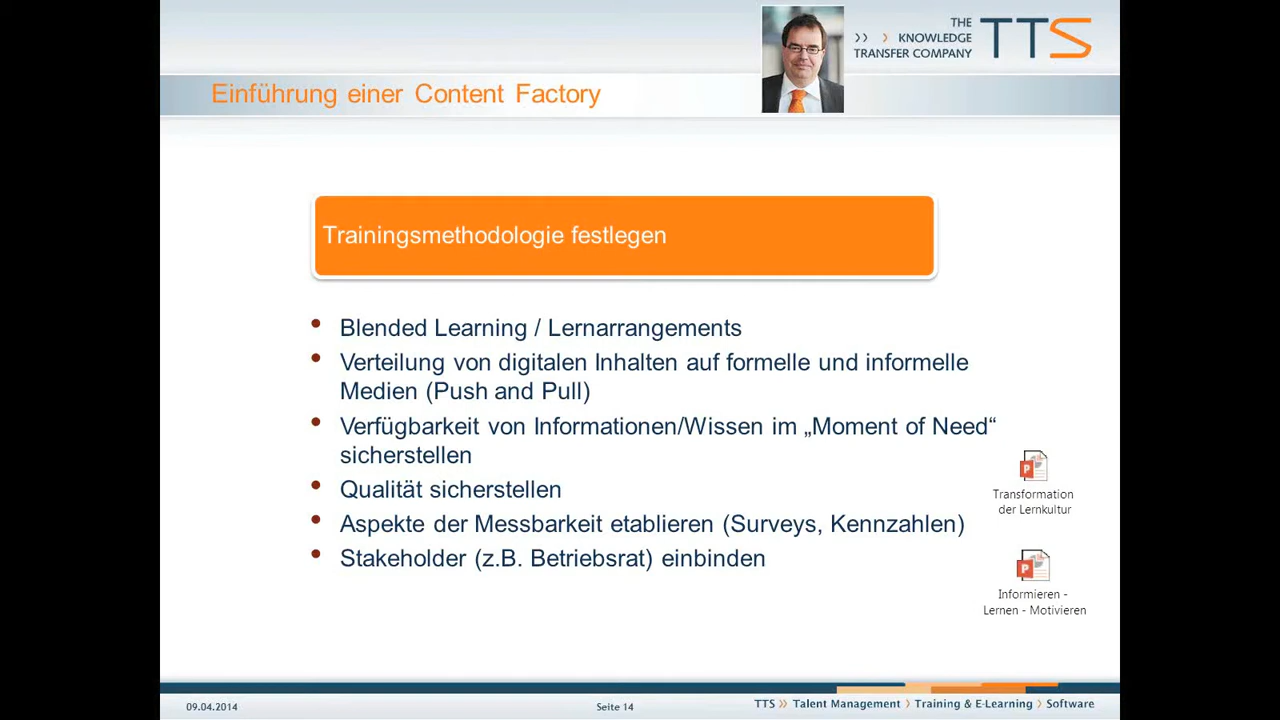 THE
>> > KNOWLEDGE
TRANSFER COMPANY
TTS
Einführung einer Content Factory
Trainingsmethodologie festlegen
• Blended Learning / Lernarrangements
• Verteilung von digitalen Inhalten auf formelle und informelle
Medien (Push and Pull)
• Verfügbarkeit von Informationen/Wissen im „Moment of Need“
sicherstellen
• Qualität sicherstellen
• Aspekte der Messbarkeit etablieren (Surveys, Kennzahlen)
• Stakeholder (z.B. Betriebsrat) einbinden
Transformation
der Lernkultur
Informieren -
Lernen - Motivieren
09.04.2014
Seite 14
TTS >> Talent Management > Training & E-Learning > Software